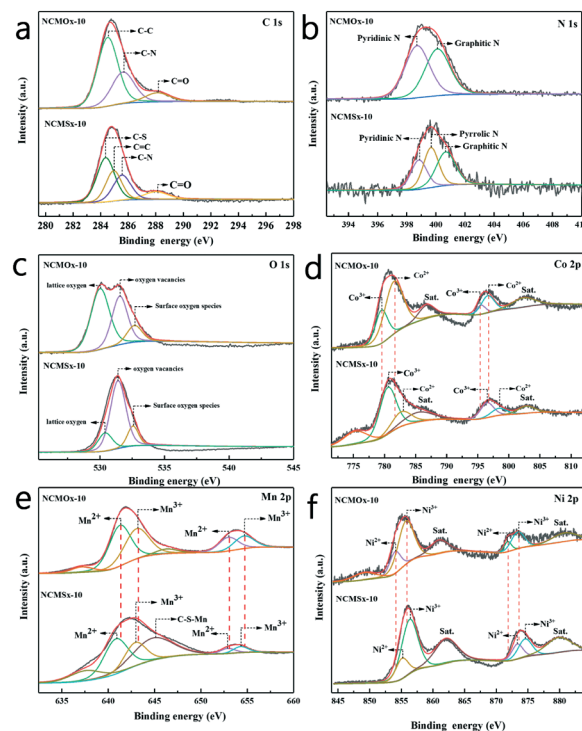 a
C 1s
NCMOx-10
C-C
C-N
C=O
NCMSx-10
C-S
C=C
C-N
C=O
Intensity (a.u.)
280 282 284 286 288 290 292 294 296 298
Binding energy (eV)
b
N 1s
NCMOx-10
Pyridinic N
Graphitic N
NCMSx-10
Pyridinic N
Pyrrolic N
Graphitic N
Intensity (a.u.)
394 396 398 400 402 404 406 408
Binding energy (eV)
c
O 1s
NCMOx-10
lattice oxygen
oxygen vacancies
Surface oxygen species
NCMSx-10
oxygen vacancies
lattice oxygen
Surface oxygen species
Intensity (a.u.)
530 535 540 545
Binding energy (eV)
d
Co 2p
NCMOx-10
Co2+
Co3+
Sat.
Co3+
Co2+
Sat.
NCMSx-10
Co3+
Co2+
Sat.
Co3+
Co2+
Sat.
Intensity (a.u.)
775 780 785 790 795 800 805 810
Binding energy (eV)
e
Mn 2p
NCMOx-10
Mn2+
Mn3+
Mn2+
Mn3+
NCMSx-10
Mn3+
Mn2+
C-S-Mn
Mn2+
Mn3+
Intensity (a.u.)
635 640 645 650 655 660
Binding energy (eV)
f
Ni 2p
NCMOx-10
Ni3+
Ni2+
Sat.
Ni2+
Ni3+
Sat.
NCMSx-10
Ni3+
Ni2+
Sat.
Ni2+
Ni3+
Sat.
Intensity (a.u.)
845 850 855 860 865 870 875 880
Binding energy (eV)